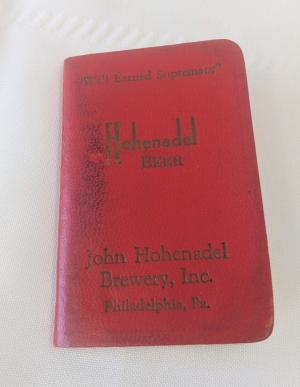 "Well Earned Supremacy"
Hohenadel
BEER
John Hohenadel
Brewery, Inc.
Philadelphia, Pa.